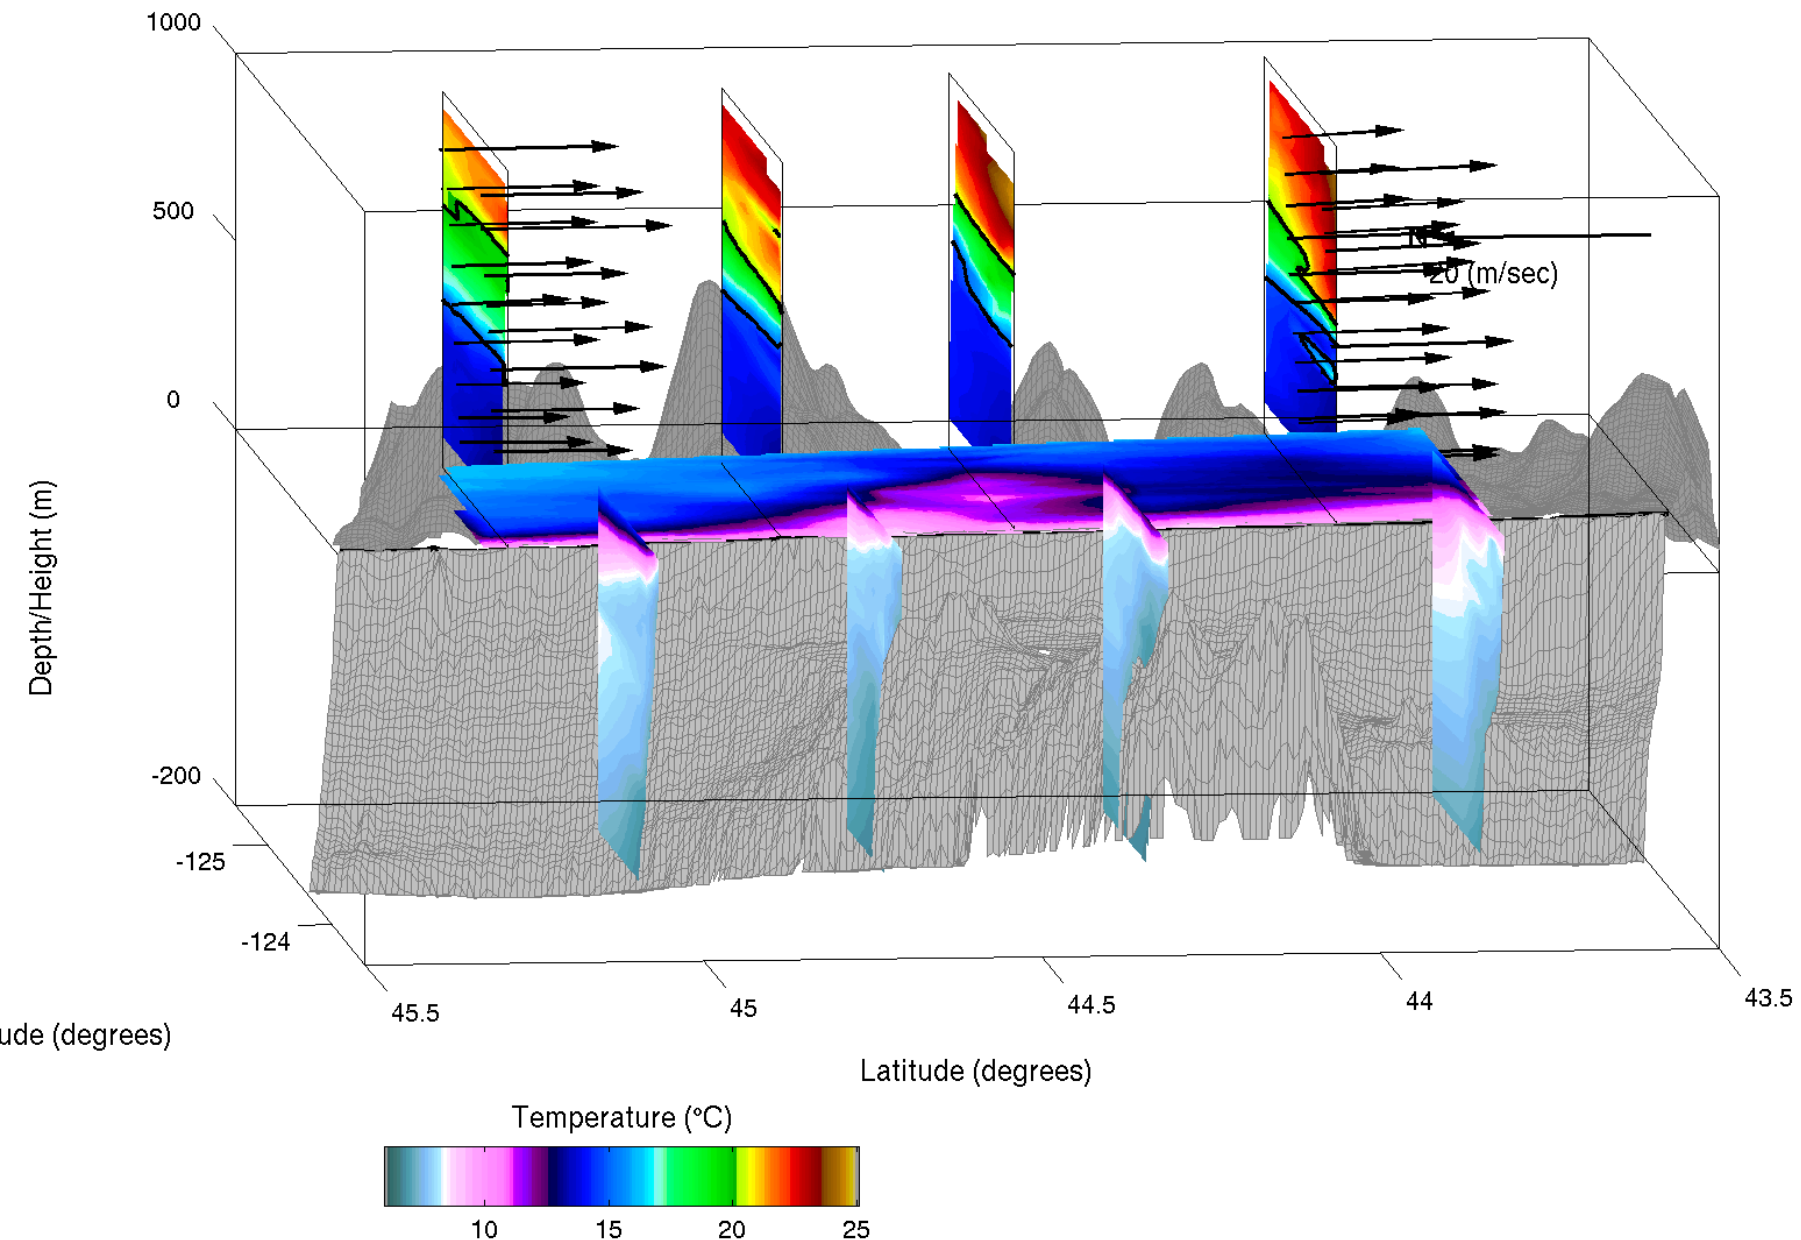 1000
500
0
-200
-125
-124
Depth/Height (m)
N
20 (m/sec)
45.5
45
44.5
44
43.5
ude (degrees)
Latitude (degrees)
Temperature (°C)
10 15 20 25